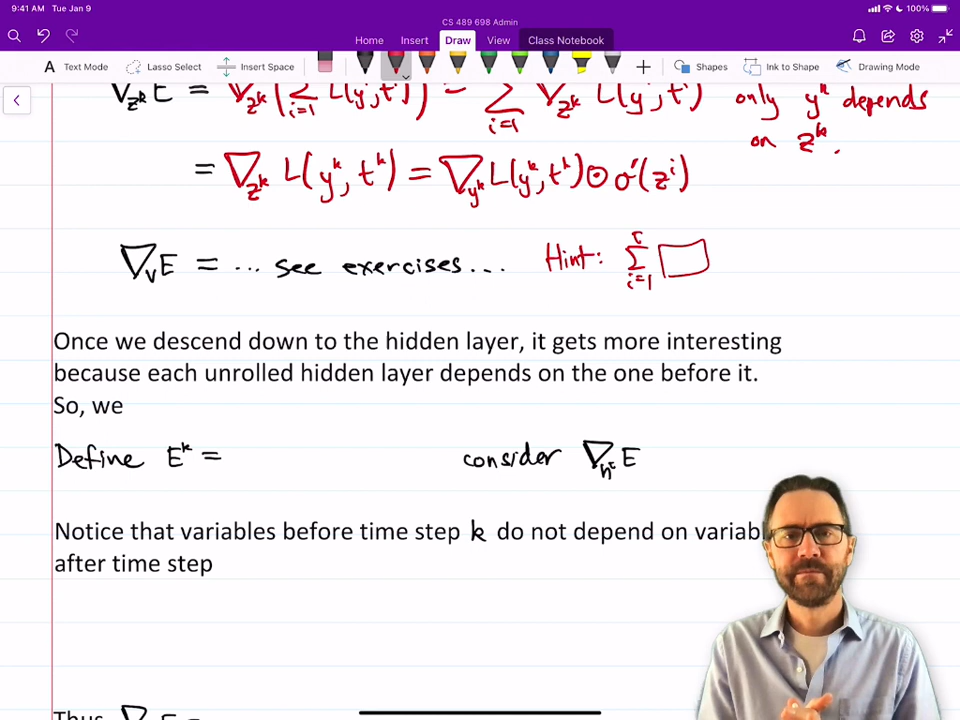 9:41 AM Tue Jan 9
100%
CS 489 698 Admin
Home Insert Draw View Class Notebook
Text Mode Lasso Select Insert Space Shapes Ink to Shape Drawing Mode
∇_{z^k} E = ∇_{z^k} (∑_{i=1} L(y^i, t^i)) = ∑_{i=1} ∇_{z^k} L(y^i, t^i) only y^k depends
on z^k.
= ∇_{z^k} L(y^k, t^k) = ∇_{y^k} L(y^k, t^k) ⊙ σ'(z^i)
∇_V E = ... see exercises... Hint: ∑_{i=1}^{τ} □
Once we descend down to the hidden layer, it gets more interesting
because each unrolled hidden layer depends on the one before it.
So, we
Define E^k = consider ∇_{h^τ} E
Notice that variables before time step k do not depend on variab
after time step
Thus ∇ E =